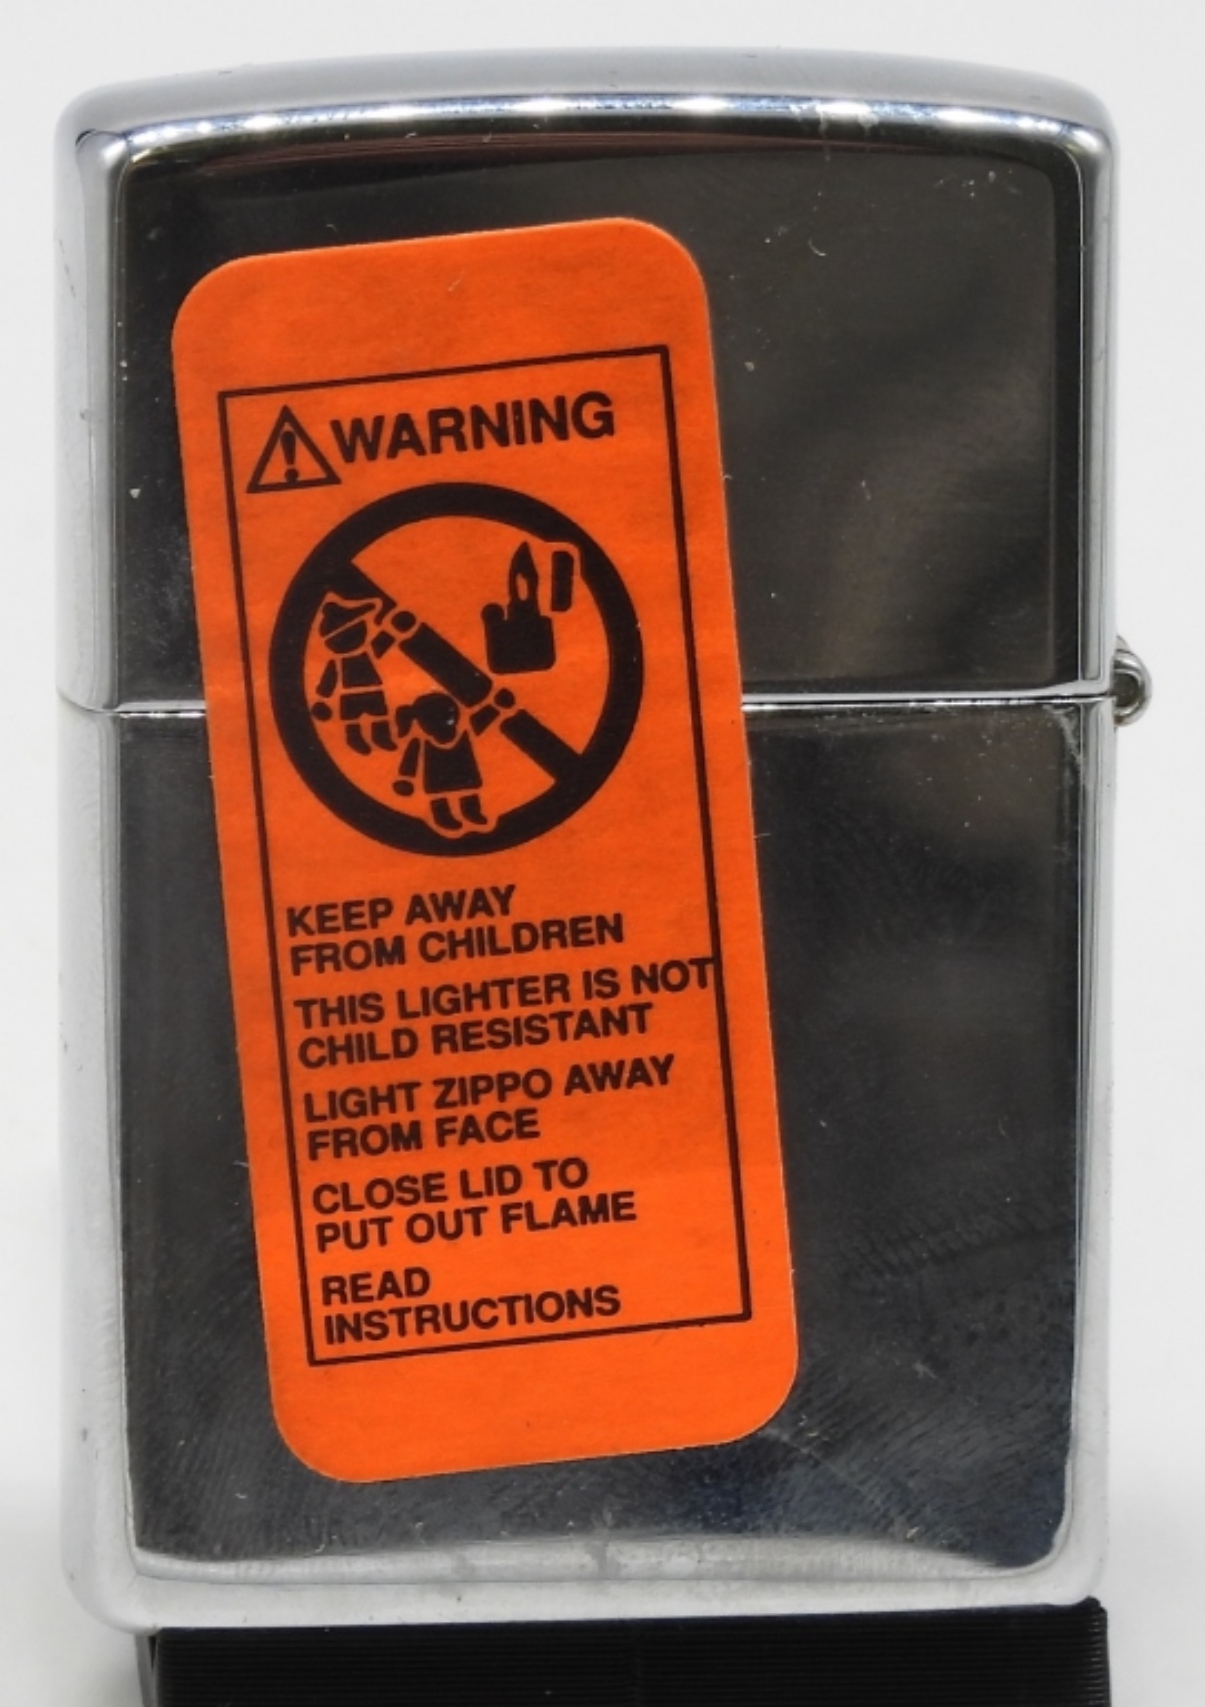 WARNING
KEEP AWAY
FROM CHILDREN
THIS LIGHTER IS NOT
CHILD RESISTANT
LIGHT ZIPPO AWAY
FROM FACE
CLOSE LID TO
PUT OUT FLAME
READ
INSTRUCTIONS